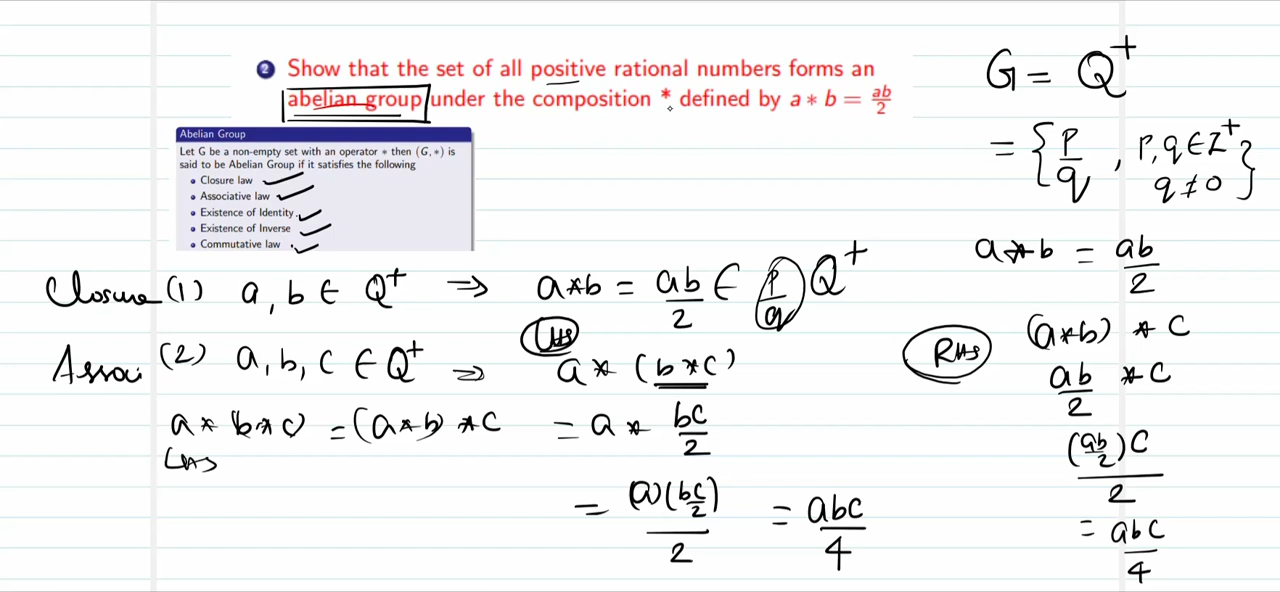 2 Show that the set of all positive rational numbers forms an
abelian group under the composition * defined by a * b = ab/2
Abelian Group
Let G be a non-empty set with an operator * then (G, *) is
said to be Abelian Group if it satisfies the following
• Closure law
• Associative law
• Existence of Identity.
• Existence of Inverse
• Commutative law
G = Q⁺
= { p/q , p, q ∈ Z⁺ q ≠ 0 }
a * b = ab/2
Closure (1) a, b ∈ Q⁺ ⇒ a * b = ab/2 ∈ p/q Q⁺
LHS
Assoi (2) a, b, c ∈ Q⁺ ⇒ a * (b * c)
a * (b * c) = (a * b) * c = a * bc/2
LHS
= (a)(bc/2)/2 = abc/4
RHS
(a * b) * c
ab/2 * c
(ab/2)c/2
= abc/4